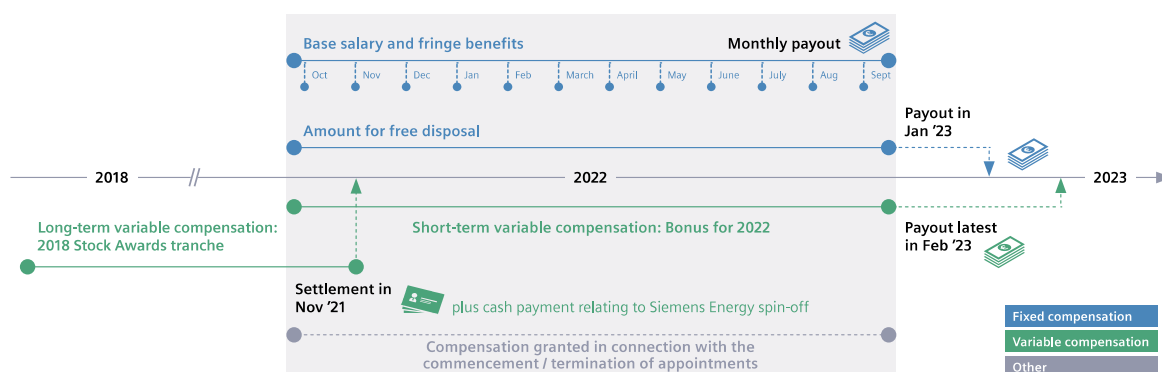 Base salary and fringe benefits
Monthly payout
Oct
Nov
Dec
Jan
Feb
March
April
May
June
July
Aug
Sept
Amount for free disposal
Payout in
Jan ’23
2018
2022
2023
Long-term variable compensation:
2018 Stock Awards tranche
Short-term variable compensation: Bonus for 2022
Payout latest
in Feb ’23
Settlement in
Nov ’21
plus cash payment relating to Siemens Energy spin-off
Compensation granted in connection with the
commencement / termination of appointments
Fixed compensation
Variable compensation
Other